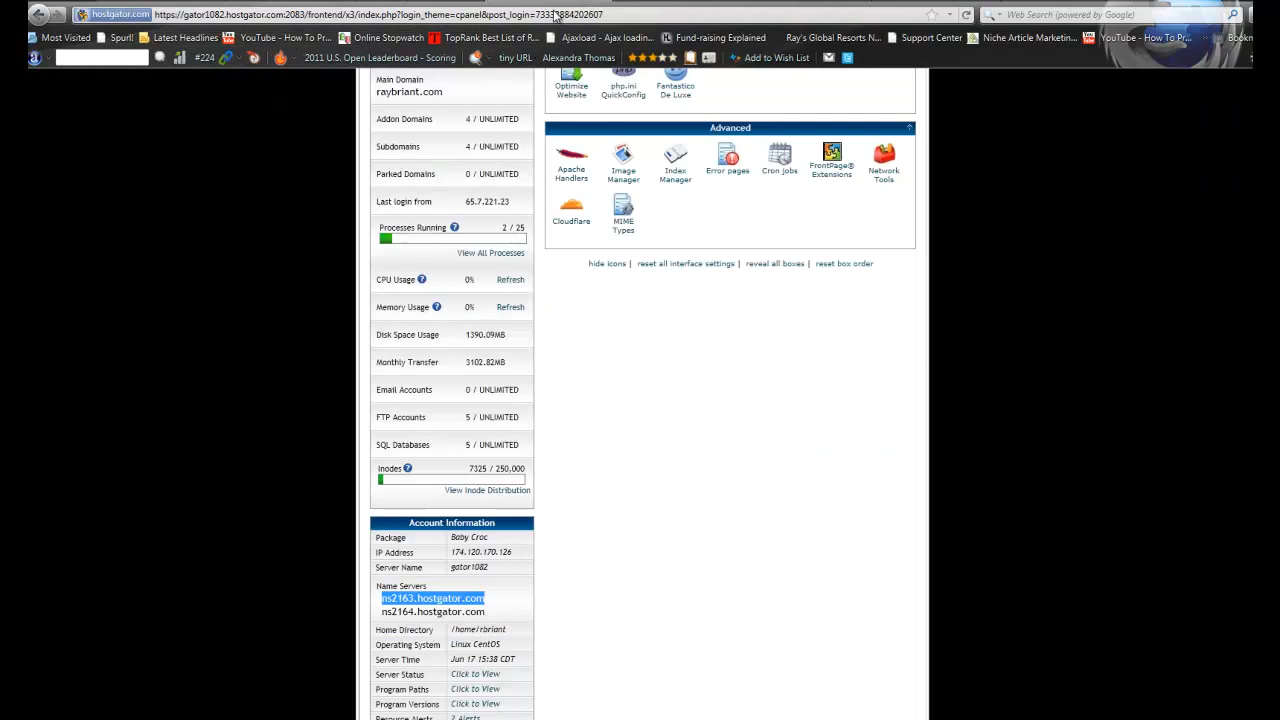 hostgator.com https://gator1082.hostgator.com:2083/frontend/x3/index.php?login_theme=cpanel&post_login=73333884202607 Web Search (powered by Google)
Most Visited Spurl! Latest Headlines YouTube - How To Pr... Online Stopwatch TopRank Best List of P... Ajaxload - Ajax loadin... Fund-raising Explained Ray's Global Resorts N... Support Center Niche Article Marketin... YouTube - How To Pr... Bookm
#224 2011 U.S. Open Leaderboard - Scoring tiny URL Alexandra Thomas Add to Wish List
Main Domain
raybriant.com
Addon Domains 4 / UNLIMITED
Subdomains 4 / UNLIMITED
Parked Domains 0 / UNLIMITED
Last login from 65.7.221.23
Processes Running 2 / 25
View All Processes
CPU Usage 0% Refresh
Memory Usage 0% Refresh
Disk Space Usage 1390.09MB
Monthly Transfer 3102.82MB
Email Accounts 0 / UNLIMITED
FTP Accounts 5 / UNLIMITED
SQL Databases 5 / UNLIMITED
Inodes 7325 / 250,000
View Inode Distribution
Account Information
Package Baby Croc
IP Address 174.120.170.126
Server Name gator1082
Name Servers
ns2163.hostgator.com
ns2164.hostgator.com
Home Directory /home/rbriant
Operating System Linux CentOS
Server Time Jun 17 15:38 CDT
Server Status Click to View
Program Paths Click to View
Program Versions Click to View
Resource Alerts 2 Alerts
Optimize Website
php.ini QuickConfig
Fantastico De Luxe
Advanced
Apache Handlers
Image Manager
Index Manager
Error pages
Cron jobs
FrontPage® Extensions
Network Tools
Cloudflare
MIME Types
hide icons | reset all interface settings | reveal all boxes | reset box order